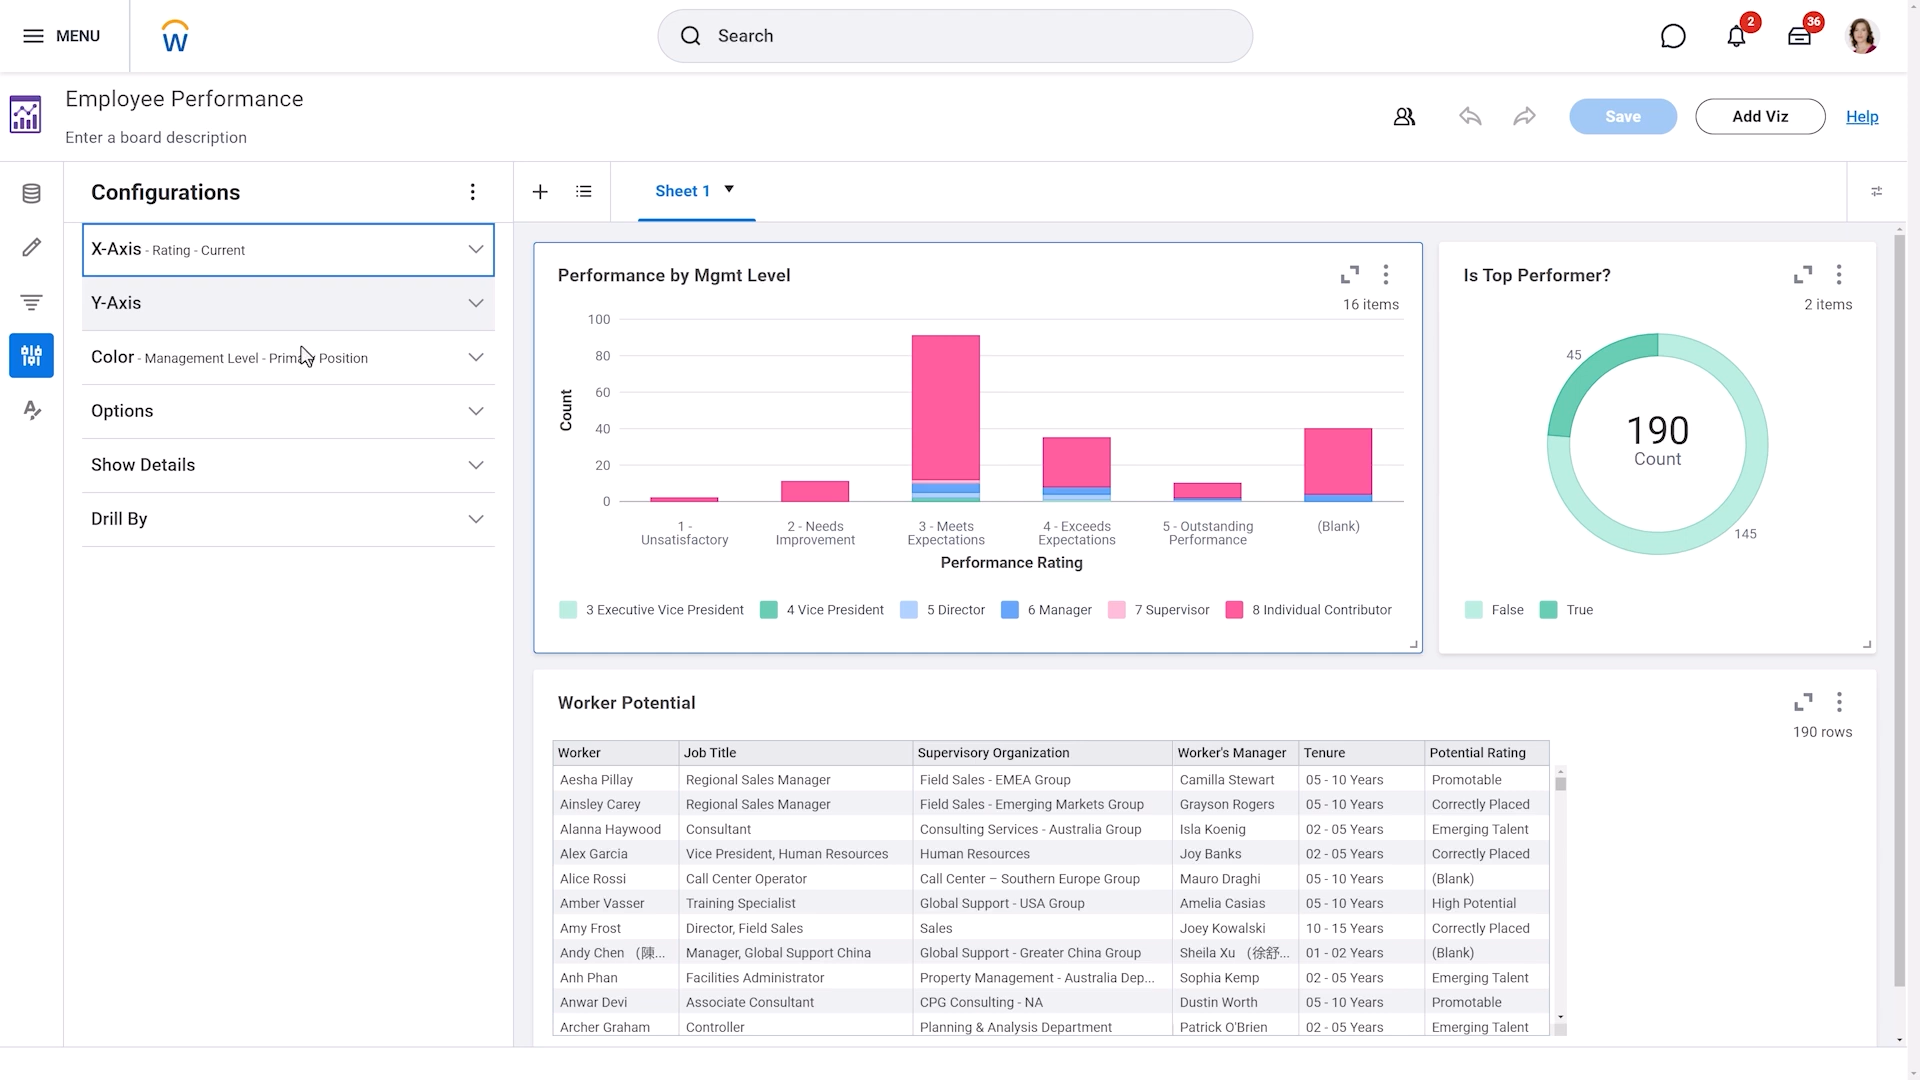 MENU
W
Search
2
36
Employee Performance
Enter a board description
Save
Add Viz
Help
Configurations
Sheet 1
X-Axis - Rating - Current
Y-Axis
Color - Management Level - Primary Position
Options
Show Details
Drill By
Performance by Mgmt Level
16 items
100
80
60
40
20
0
Count
1 - Unsatisfactory
2 - Needs Improvement
3 - Meets Expectations
4 - Exceeds Expectations
5 - Outstanding Performance
(Blank)
Performance Rating
3 Executive Vice President 4 Vice President 5 Director 6 Manager 7 Supervisor 8 Individual Contributor
Is Top Performer?
2 items
45
190
Count
145
False True
Worker Potential
190 rows
Worker Job Title Supervisory Organization Worker's Manager Tenure Potential Rating
Aesha Pillay Regional Sales Manager Field Sales - EMEA Group Camilla Stewart 05 - 10 Years Promotable
Ainsley Carey Regional Sales Manager Field Sales - Emerging Markets Group Grayson Rogers 05 - 10 Years Correctly Placed
Alanna Haywood Consultant Consulting Services - Australia Group Isla Koenig 02 - 05 Years Emerging Talent
Alex Garcia Vice President, Human Resources Human Resources Joy Banks 02 - 05 Years Correctly Placed
Alice Rossi Call Center Operator Call Center – Southern Europe Group Mauro Draghi 05 - 10 Years (Blank)
Amber Vasser Training Specialist Global Support - USA Group Amelia Casias 05 - 10 Years High Potential
Amy Frost Director, Field Sales Sales Joey Kowalski 10 - 15 Years Correctly Placed
Andy Chen （陳... Manager, Global Support China Global Support - Greater China Group Sheila Xu （徐舒... 01 - 02 Years (Blank)
Anh Phan Facilities Administrator Property Management - Australia Dep... Sophia Kemp 02 - 05 Years Emerging Talent
Anwar Devi Associate Consultant CPG Consulting - NA Dustin Worth 05 - 10 Years Promotable
Archer Graham Controller Planning & Analysis Department Patrick O'Brien 02 - 05 Years Emerging Talent